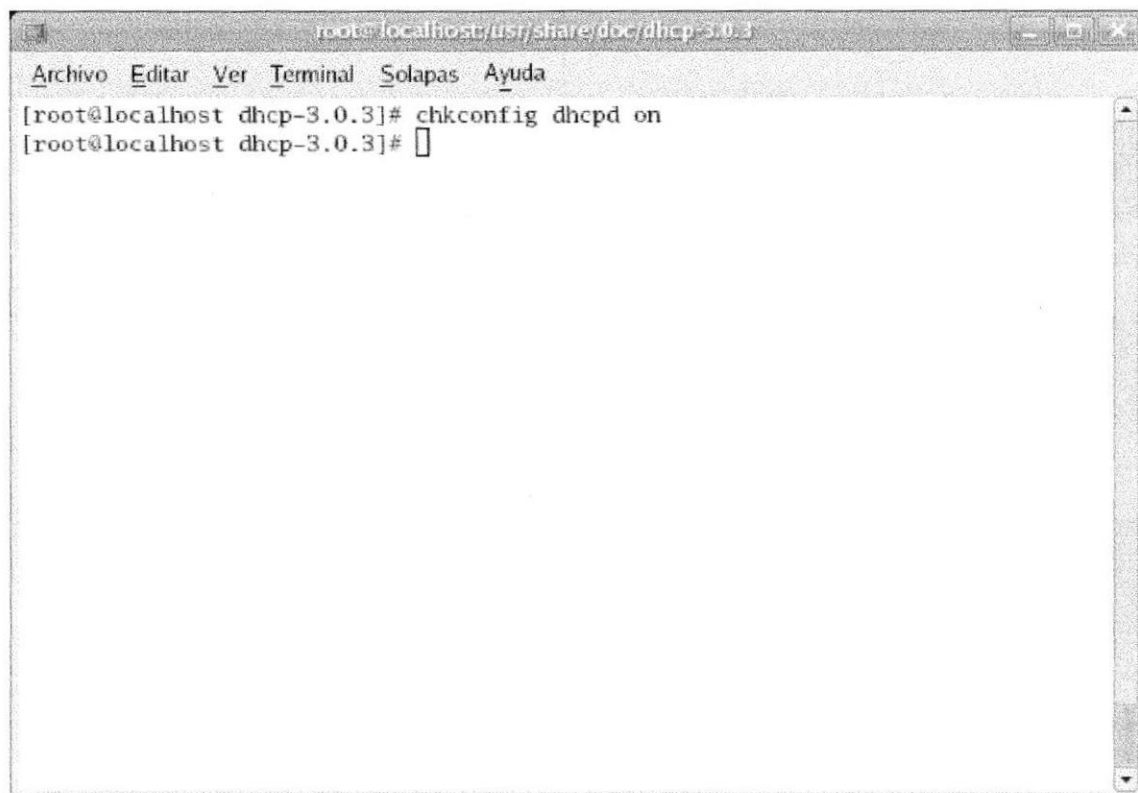 root@localhost:/usr/share/doc/dhcp-3.0.3
Archivo Editar Ver Terminal Solapas Ayuda
[root@localhost dhcp-3.0.3]# chkconfig dhcpd on
[root@localhost dhcp-3.0.3]#